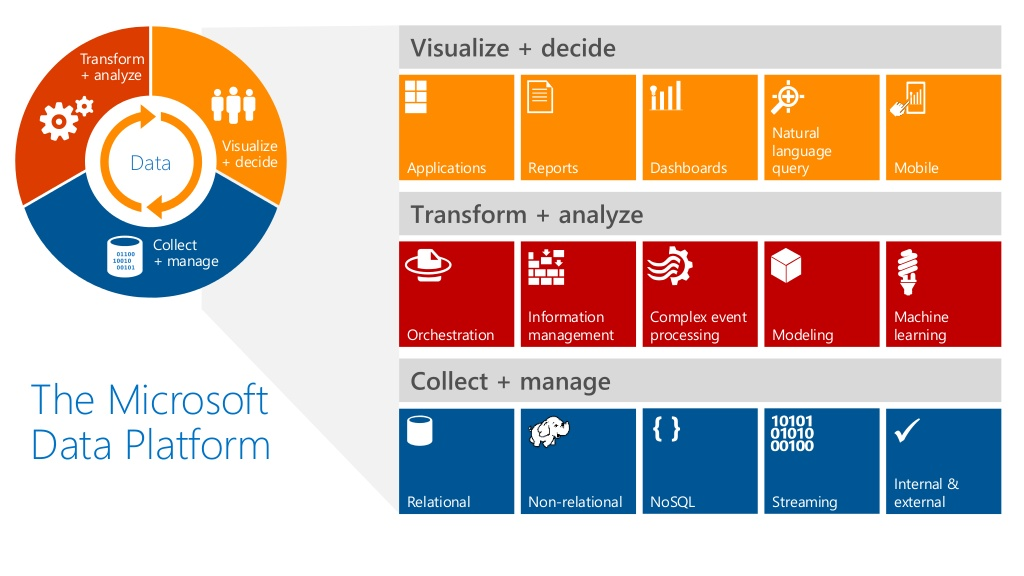 Transform
+ analyze
Data
Visualize
+ decide
01100
10010
00101
Collect
+ manage
The Microsoft
Data Platform
Visualize + decide
Applications
Reports
Dashboards
Natural
language
query
Mobile
Transform + analyze
Orchestration
Information
management
Complex event
processing
Modeling
Machine
learning
Collect + manage
Relational
Non-relational
{ }
NoSQL
10101
01010
00100
Streaming
Internal &
external